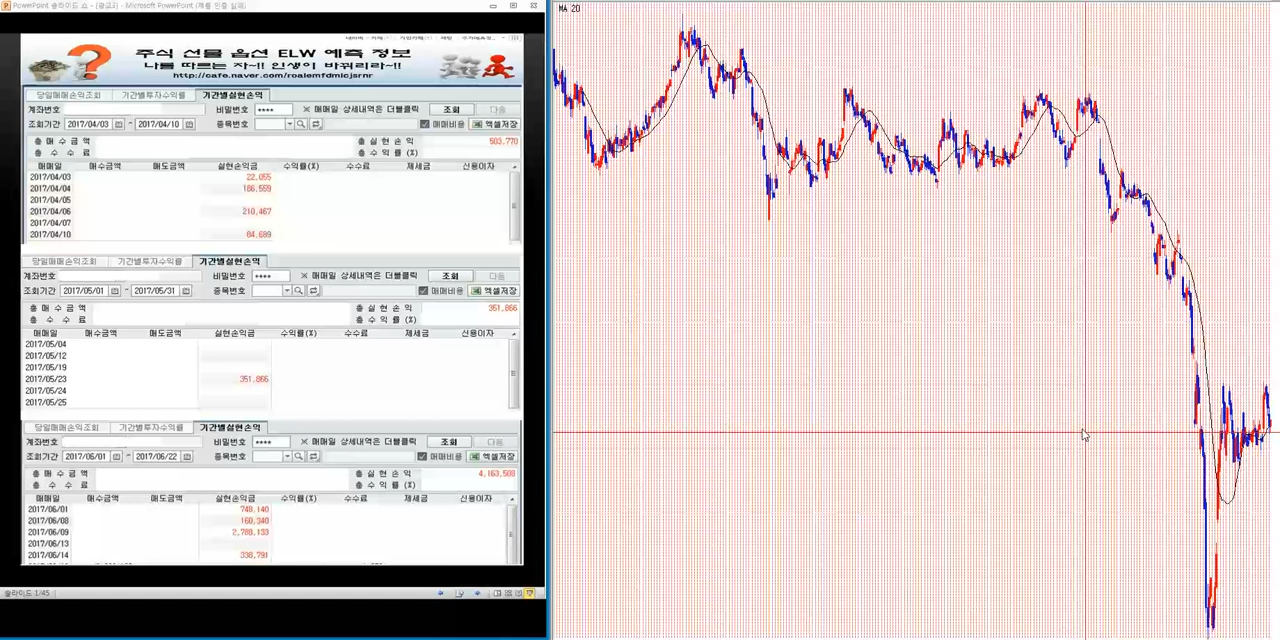 PowerPoint 슬라이드 쇼 - [광고2] - Microsoft PowerPoint (제품 인증 실패)
주식 선물 옵션 ELW 예측 정보
나를 따르는 자~!! 인생이 바뀌리라~!!
http://cafe.naver.com/roalemfdmlcjsrnr
당일매매손익조회 기간별투자수익률 기간별실현손익
계좌번호 비밀번호 **** ※ 매매일 상세내역은 더블클릭 조회 다음
조회기간 2017/04/03 ~ 2017/04/10 종목번호 매매비용 엑셀저장
총 매 수 금 액 총 실 현 손 익 503,770
총 수 수 료 총 수 익 률 (%)
매매일 매수금액 매도금액 실현손익금 수익률(%) 수수료 제세금 신용이자
2017/04/03 22,055
2017/04/04 186,559
2017/04/05
2017/04/06 210,467
2017/04/07
2017/04/10 84,689
당일매매손익조회 기간별투자수익률 기간별실현손익
계좌번호 비밀번호 **** ※ 매매일 상세내역은 더블클릭 조회 다음
조회기간 2017/05/01 ~ 2017/05/31 종목번호 매매비용 엑셀저장
총 매 수 금 액 총 실 현 손 익 351,866
총 수 수 료 총 수 익 률 (%)
매매일 매수금액 매도금액 실현손익금 수익률(%) 수수료 제세금 신용이자
2017/05/04
2017/05/12
2017/05/19
2017/05/23 351,866
2017/05/24
2017/05/25
당일매매손익조회 기간별투자수익률 기간별실현손익
계좌번호 비밀번호 **** ※ 매매일 상세내역은 더블클릭 조회 다음
조회기간 2017/06/01 ~ 2017/06/22 종목번호 매매비용 엑셀저장
총 매 수 금 액 총 실 현 손 익 4,163,508
총 수 수 료 총 수 익 률 (%)
매매일 매수금액 매도금액 실현손익금 수익률(%) 수수료 제세금 신용이자
2017/06/01 748,140
2017/06/08 160,340
2017/06/09 2,788,133
2017/06/13
2017/06/14 338,791
슬라이드 1/45
MA 20